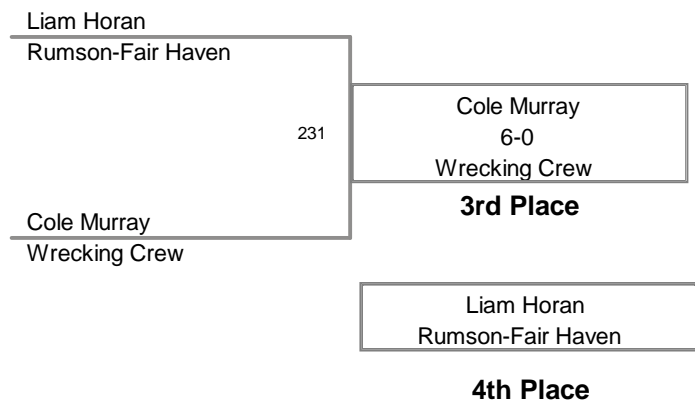 Liam Horan
Rumson-Fair Haven
231
Cole Murray
6-0
Wrecking Crew
3rd Place
Cole Murray
Wrecking Crew
Liam Horan
Rumson-Fair Haven
4th Place